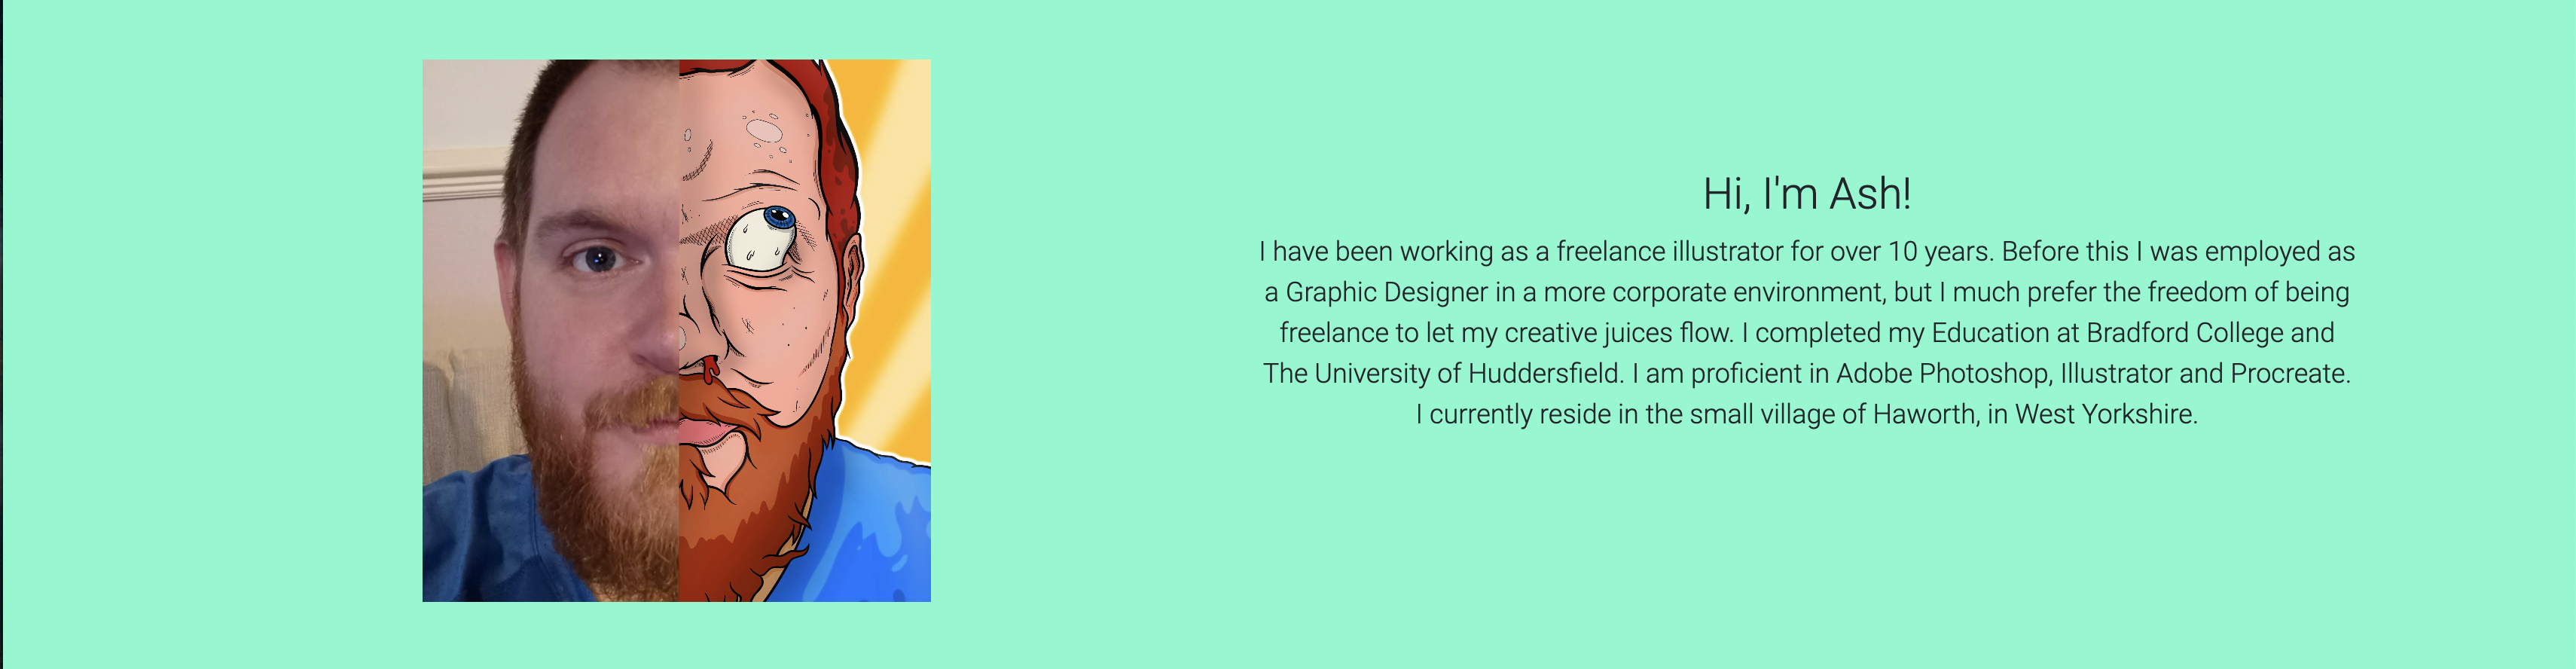 Hi, I'm Ash!
I have been working as a freelance illustrator for over 10 years. Before this I was employed as
a Graphic Designer in a more corporate environment, but I much prefer the freedom of being
freelance to let my creative juices flow. I completed my Education at Bradford College and
The University of Huddersfield. I am proficient in Adobe Photoshop, Illustrator and Procreate.
I currently reside in the small village of Haworth, in West Yorkshire.